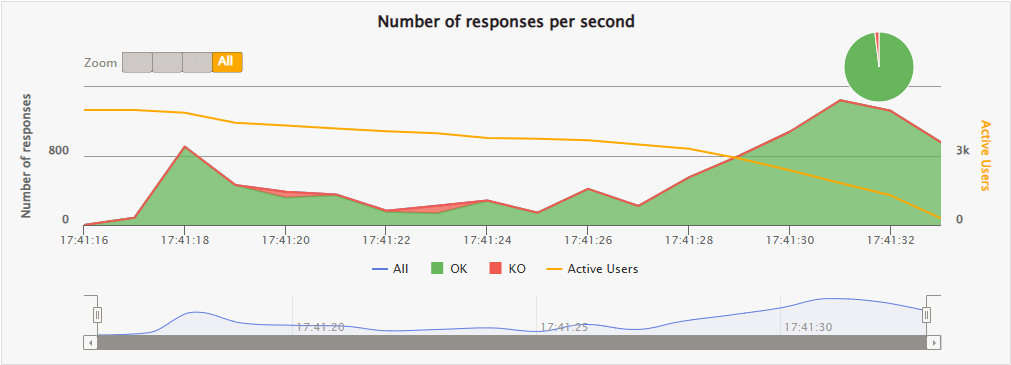 Number of responses per second
Zoom All
Number of responses
800
0
3k
0
Active Users
17:41:16 17:41:18 17:41:20 17:41:22 17:41:24 17:41:26 17:41:28 17:41:30 17:41:32
All OK KO Active Users
17:41:20 17:41:25 17:41:30